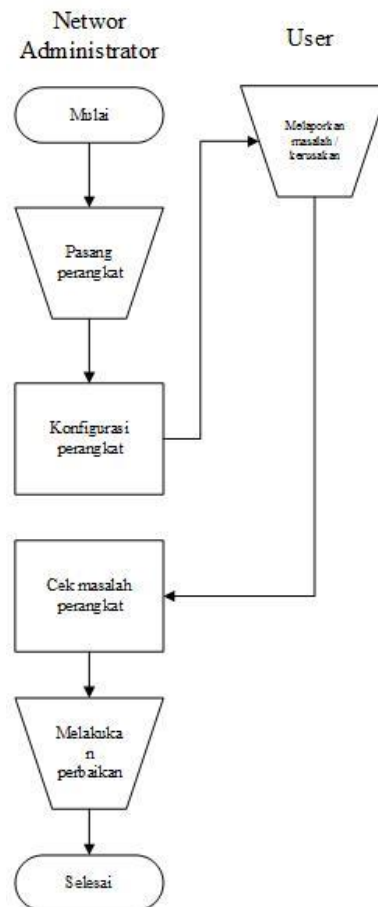 Networ
Administrator
User
Mulai
Melaporkan
masalah /
kerusakan
Pasang
perangkat
Konfigurasi
perangkat
Cek masalah
perangkat
Melakuka
n
perbaikan
Selesai